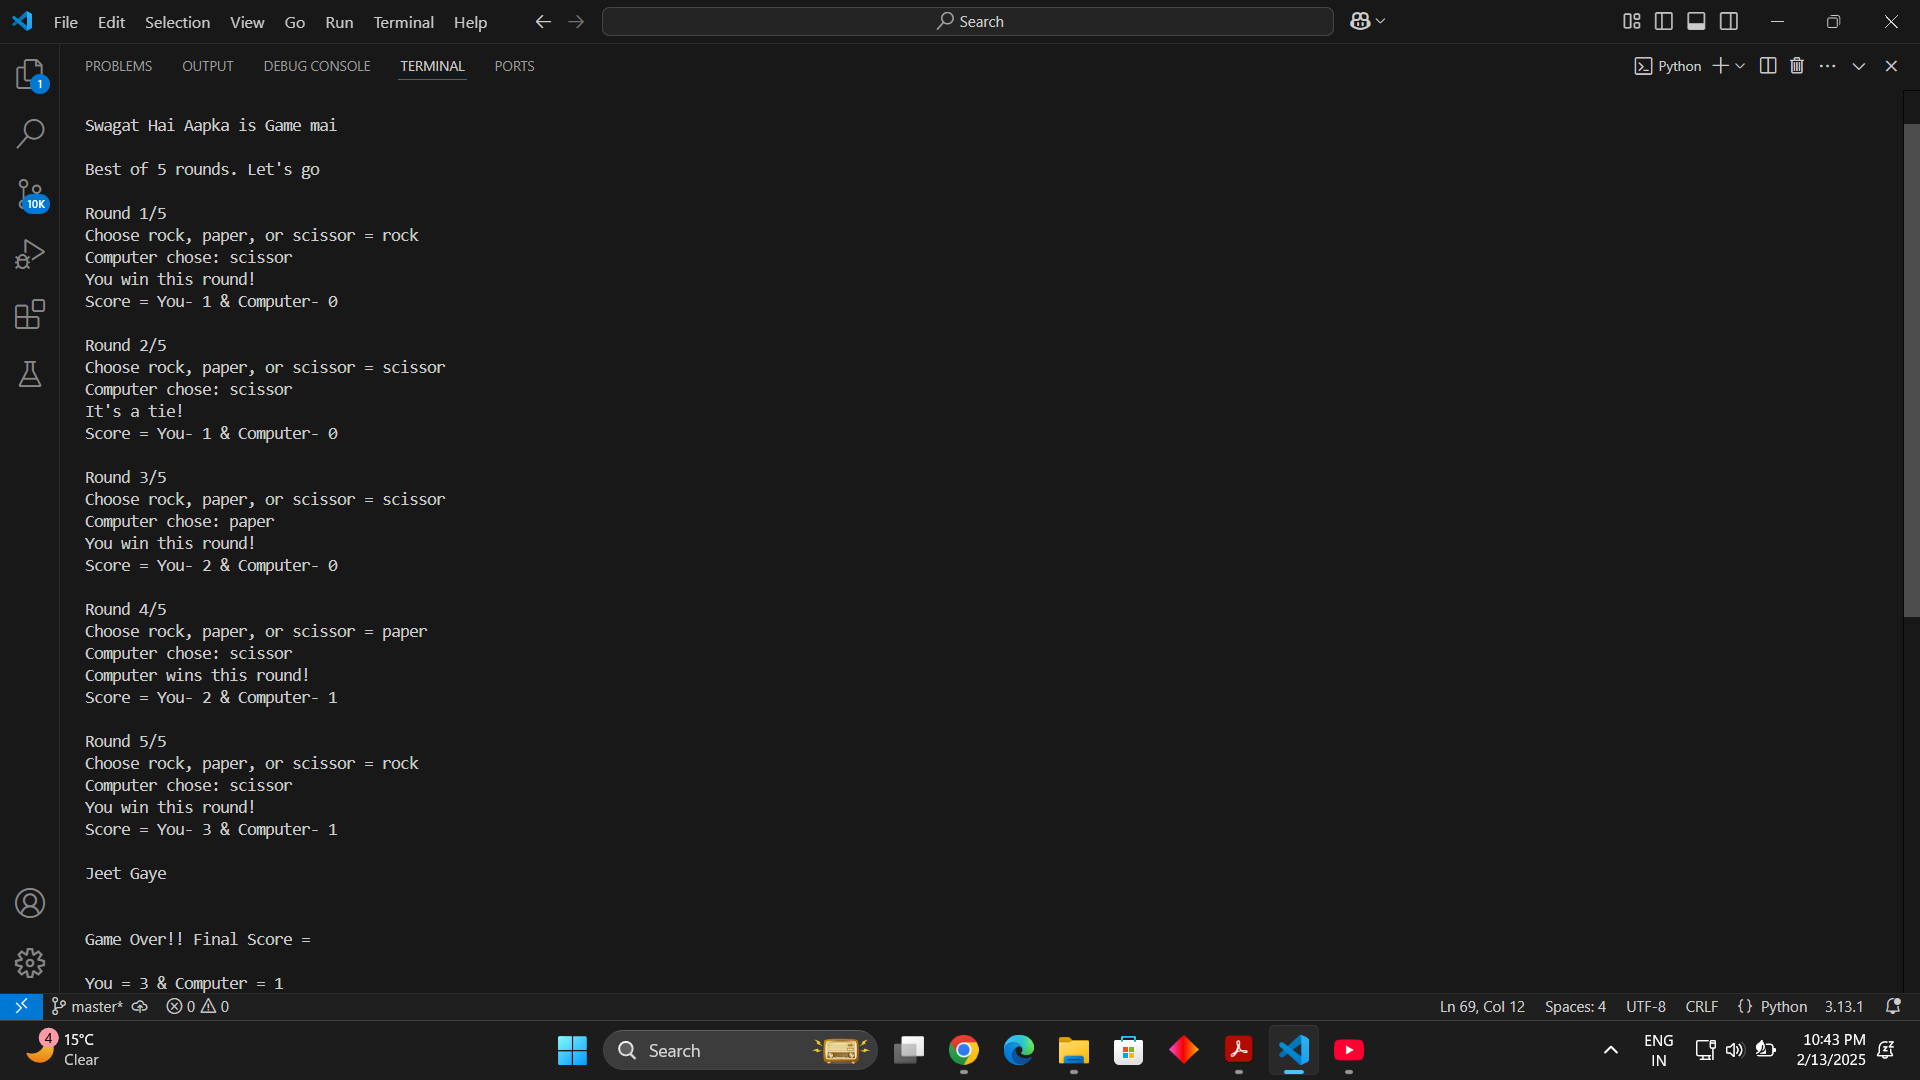 File Edit Selection View Go Run Terminal Help
Search
PROBLEMS OUTPUT DEBUG CONSOLE TERMINAL PORTS
Python
1
10K
Swagat Hai Aapka is Game mai
Best of 5 rounds. Let's go
Round 1/5
Choose rock, paper, or scissor = rock
Computer chose: scissor
You win this round!
Score = You- 1 & Computer- 0
Round 2/5
Choose rock, paper, or scissor = scissor
Computer chose: scissor
It's a tie!
Score = You- 1 & Computer- 0
Round 3/5
Choose rock, paper, or scissor = scissor
Computer chose: paper
You win this round!
Score = You- 2 & Computer- 0
Round 4/5
Choose rock, paper, or scissor = paper
Computer chose: scissor
Computer wins this round!
Score = You- 2 & Computer- 1
Round 5/5
Choose rock, paper, or scissor = rock
Computer chose: scissor
You win this round!
Score = You- 3 & Computer- 1
Jeet Gaye
Game Over!! Final Score =
You = 3 & Computer = 1
master* 0 0 Ln 69, Col 12 Spaces: 4 UTF-8 CRLF {} Python 3.13.1
4
15°C
Clear
Search
ENG
IN
10:43 PM
2/13/2025